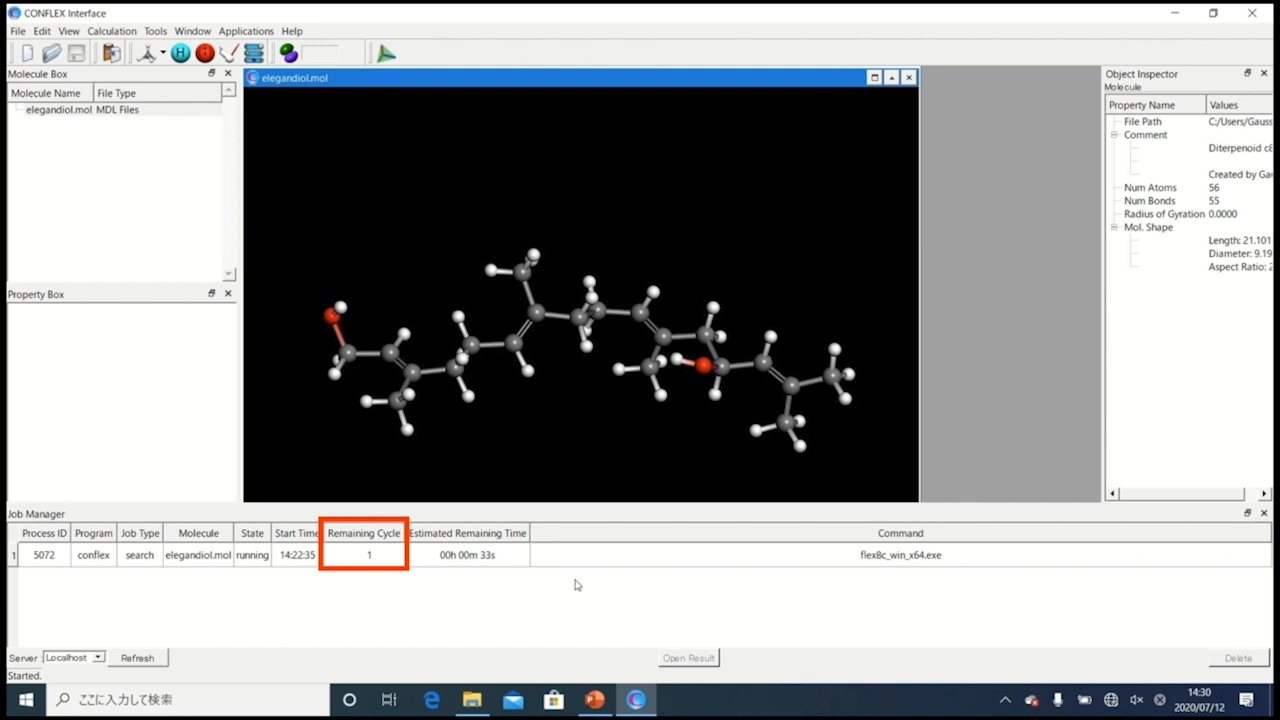 CONFLEX Interface
File Edit View Calculation Tools Window Applications Help
Molecule Box
Molecule Name File Type
elegandiol.mol MDL Files
Property Box
elegandiol.mol
Object Inspector
Molecule
Property Name Values
File Path C:/Users/Gauss
Comment
Diterpenoid c8
Created by Ga
Num Atoms 56
Num Bonds 55
Radius of Gyration 0.0000
Mol. Shape
Length: 21.101
Diameter: 9.19
Aspect Ratio: 2
Job Manager
Process ID Program Job Type Molecule State Start Time Remaining Cycle Estimated Remaining Time Command
1 5072 conflex search elegandiol.mol running 14:22:35 1 00h 00m 33s flex8c_win_x64.exe
Server : Localhost Refresh Open Result Delete
Started.
ここに入力して検索
14:30
2020/07/12